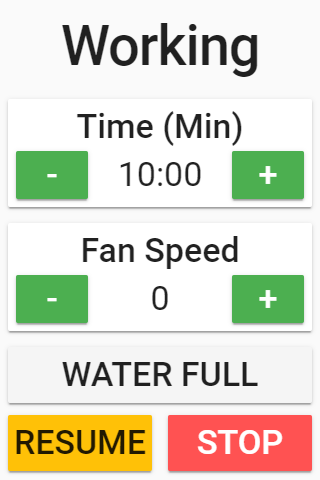 Working
Time (Min)
- 10:00 +
Fan Speed
- 0 +
WATER FULL
RESUME STOP